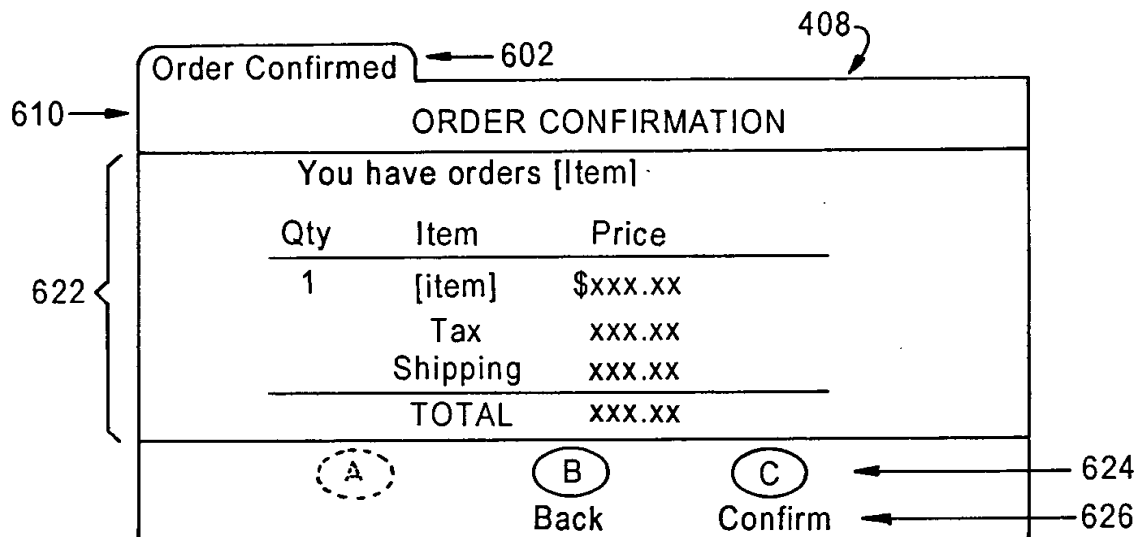 408
Order Confirmed 602
610 ORDER CONFIRMATION
You have orders [Item]
Qty Item Price
622 1 [item] $xxx.xx
Tax xxx.xx
Shipping xxx.xx
TOTAL xxx.xx
A B C 624
Back Confirm 626